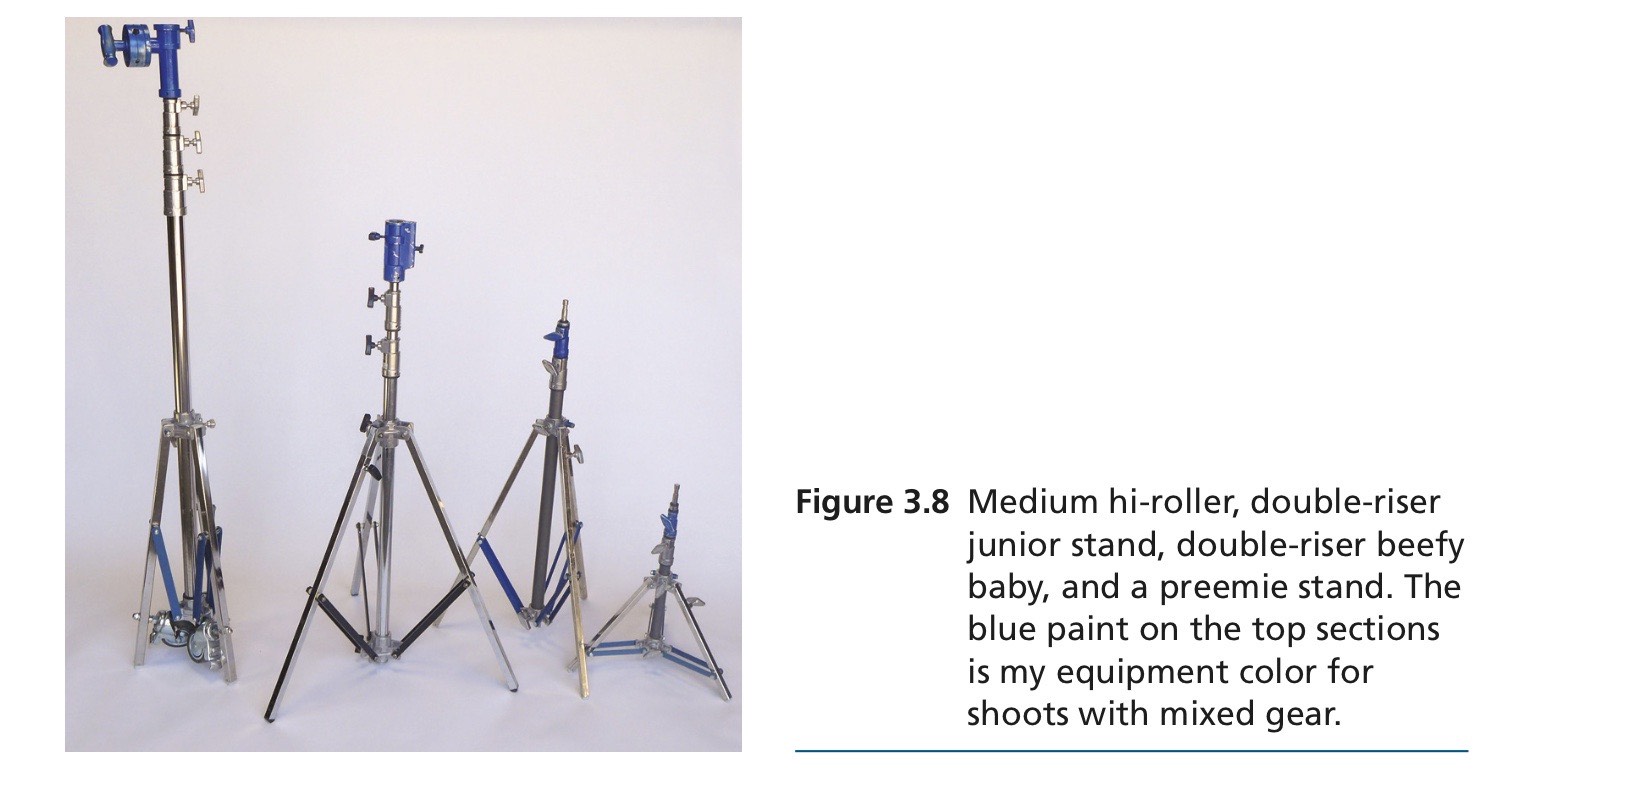 Figure 3.8 Medium hi-roller, double-riser
junior stand, double-riser beefy
baby, and a preemie stand. The
blue paint on the top sections
is my equipment color for
shoots with mixed gear.